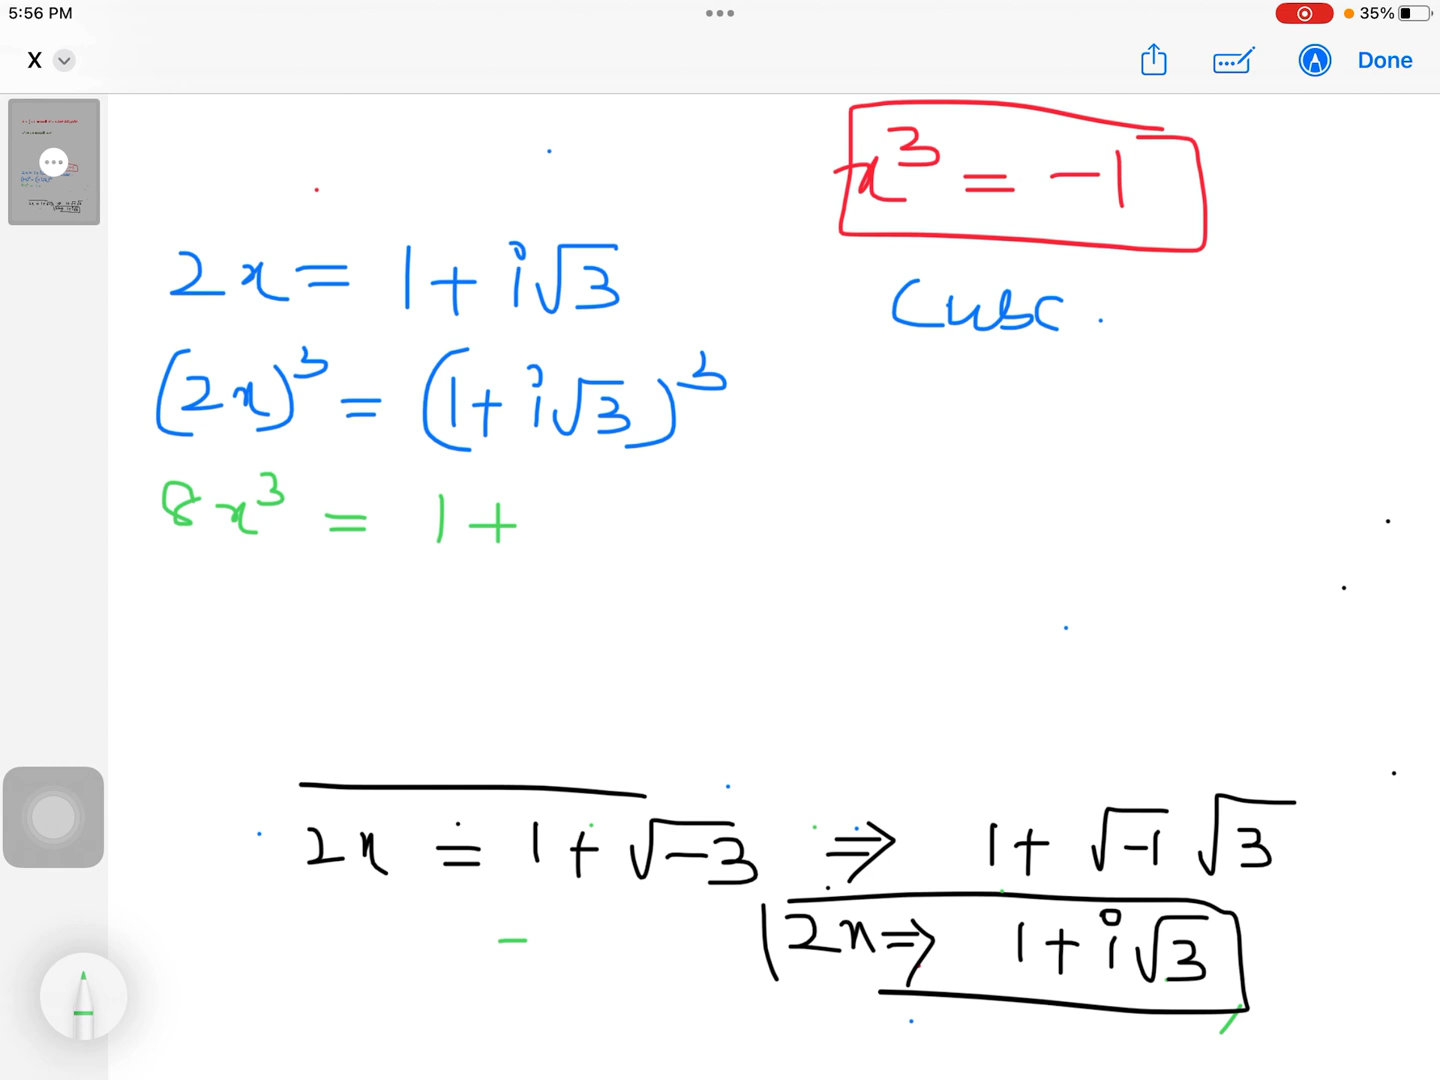 5:56 PM
35%
X
Done
x³ = -1
2x = 1 + i√3
Cube.
(2x)³ = (1 + i√3)³
8x³ = 1 +
2x = 1 + √-3 ⇒ 1 + √-1 √3
2x ⇒ 1 + i√3